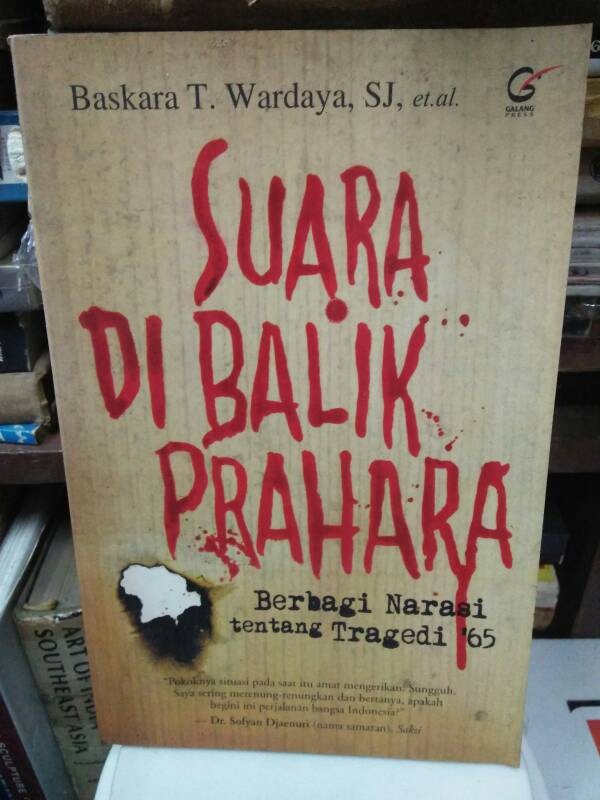 Baskara T. Wardaya, SJ, et.al.
GALANG
PRESS
SUARA
DI BALIK
PRAHARA
Berbagi Narasi
tentang Tragedi '65
"Pokoknya situasi pada saat itu amat mengerikan. Sungguh.
Saya sering merenung-renungkan dan bertanya, apakah
begini ini perjalanan bangsa Indonesia?"
— Dr. Sofyan Djaenuri (nama samaran), Saksi
ART OF INDIA
SOUTHEAST ASIA
SCULPTURE